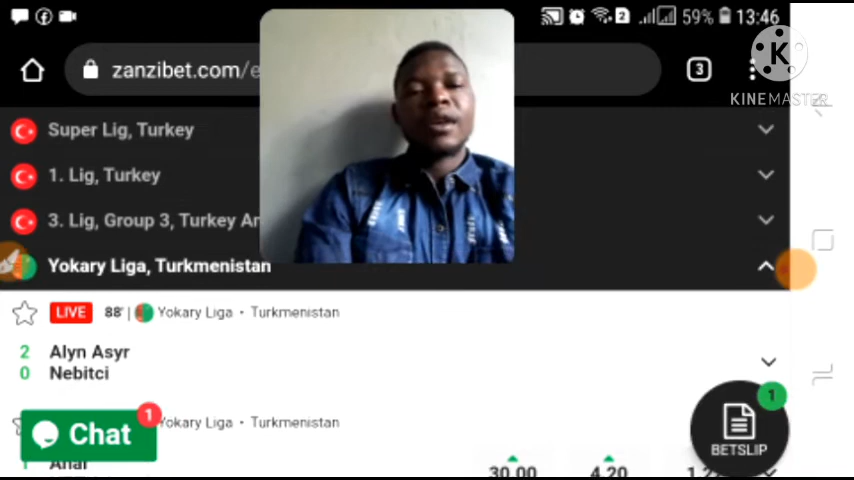 2 59% 13:46
zanzibet.com/e
3
K
KINEMASTER
Super Lig, Turkey
1. Lig, Turkey
3. Lig, Group 3, Turkey Ar
Yokary Liga, Turkmenistan
LIVE 88' | Yokary Liga • Turkmenistan
2 Alyn Asyr
0 Nebitci
1
BETSLIP
Chat 1
Yokary Liga • Turkmenistan
30.00 4.20